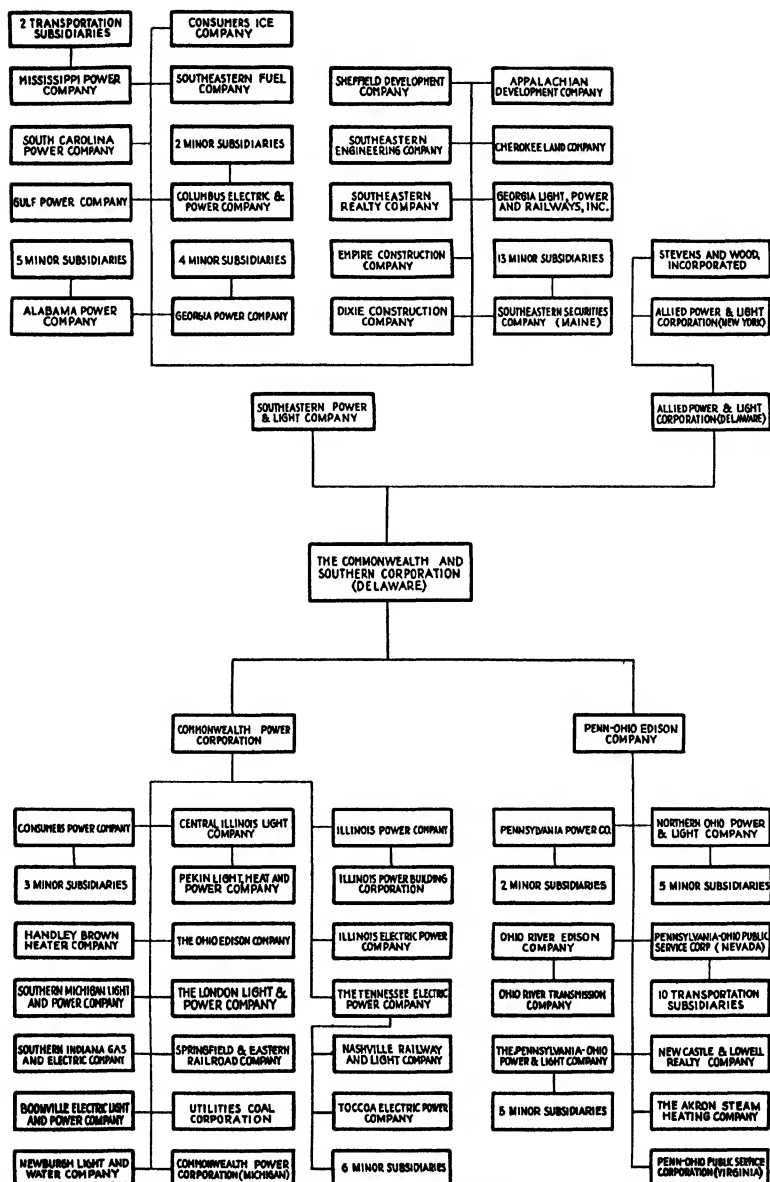 2 TRANSPORTATION
SUBSIDIARIES
CONSUMERS ICE
COMPANY
MISSISSIPPI POWER
COMPANY
SOUTHEASTERN FUEL
COMPANY
SHEFFIELD DEVELOPMENT
COMPANY
APPALACHIAN
DEVELOPMENT COMPANY
SOUTH CAROLINA
POWER COMPANY
2 MINOR SUBSIDIARIES
SOUTHEASTERN
ENGINEERING COMPANY
CHEROKEE LAND COMPANY
GULF POWER COMPANY
COLUMBUS ELECTRIC &
POWER COMPANY
SOUTHEASTERN
REALTY COMPANY
GEORGIA LIGHT, POWER
AND RAILWAYS, INC.
5 MINOR SUBSIDIARIES
4 MINOR SUBSIDIARIES
EMPIRE CONSTRUCTION
COMPANY
13 MINOR SUBSIDIARIES
STEVENS AND WOOD,
INCORPORATED
ALABAMA POWER
COMPANY
GEORGIA POWER COMPANY
DIXIE CONSTRUCTION
COMPANY
SOUTHEASTERN SECURITIES
COMPANY (MAINE)
ALLIED POWER & LIGHT
CORPORATION (NEW YORK)
SOUTHEASTERN POWER
& LIGHT COMPANY
ALLIED POWER & LIGHT
CORPORATION (DELAWARE)
THE COMMONWEALTH AND
SOUTHERN CORPORATION
(DELAWARE)
COMMONWEALTH POWER
CORPORATION
PENN-OHIO EDISON
COMPANY
CONSUMERS POWER COMPANY
CENTRAL ILLINOIS LIGHT
COMPANY
ILLINOIS POWER COMPANY
PENNSYLVANIA POWER CO.
NORTHERN OHIO POWER
& LIGHT COMPANY
3 MINOR SUBSIDIARIES
PEKIN LIGHT, HEAT AND
POWER COMPANY
ILLINOIS POWER BUILDING
CORPORATION
2 MINOR SUBSIDIARIES
5 MINOR SUBSIDIARIES
HANDLEY BROWN
HEATER COMPANY
THE OHIO EDISON COMPANY
ILLINOIS ELECTRIC POWER
COMPANY
OHIO RIVER EDISON
COMPANY
PENNSYLVANIA-OHIO PUBLIC
SERVICE CORP. (NEVADA)
SOUTHERN MICHIGAN LIGHT
AND POWER COMPANY
THE LONDON LIGHT &
POWER COMPANY
THE TENNESSEE ELECTRIC
POWER COMPANY
OHIO RIVER TRANSMISSION
COMPANY
10 TRANSPORTATION
SUBSIDIARIES
SOUTHERN INDIANA GAS
AND ELECTRIC COMPANY
SPRINGFIELD & EASTERN
RAILROAD COMPANY
NASHVILLE RAILWAY
AND LIGHT COMPANY
THE PENNSYLVANIA-OHIO
POWER & LIGHT COMPANY
NEW CASTLE & LOWELL
REALTY COMPANY
BOONVILLE ELECTRIC LIGHT
AND POWER COMPANY
UTILITIES COAL
CORPORATION
TOCCOA ELECTRIC POWER
COMPANY
5 MINOR SUBSIDIARIES
THE AKRON STEAM
HEATING COMPANY
NEWBURGH LIGHT AND
WATER COMPANY
COMMONWEALTH POWER
CORPORATION (MICHIGAN)
6 MINOR SUBSIDIARIES
PENN-OHIO PUBLIC SERVICE
CORPORATION (VIRGINIA)